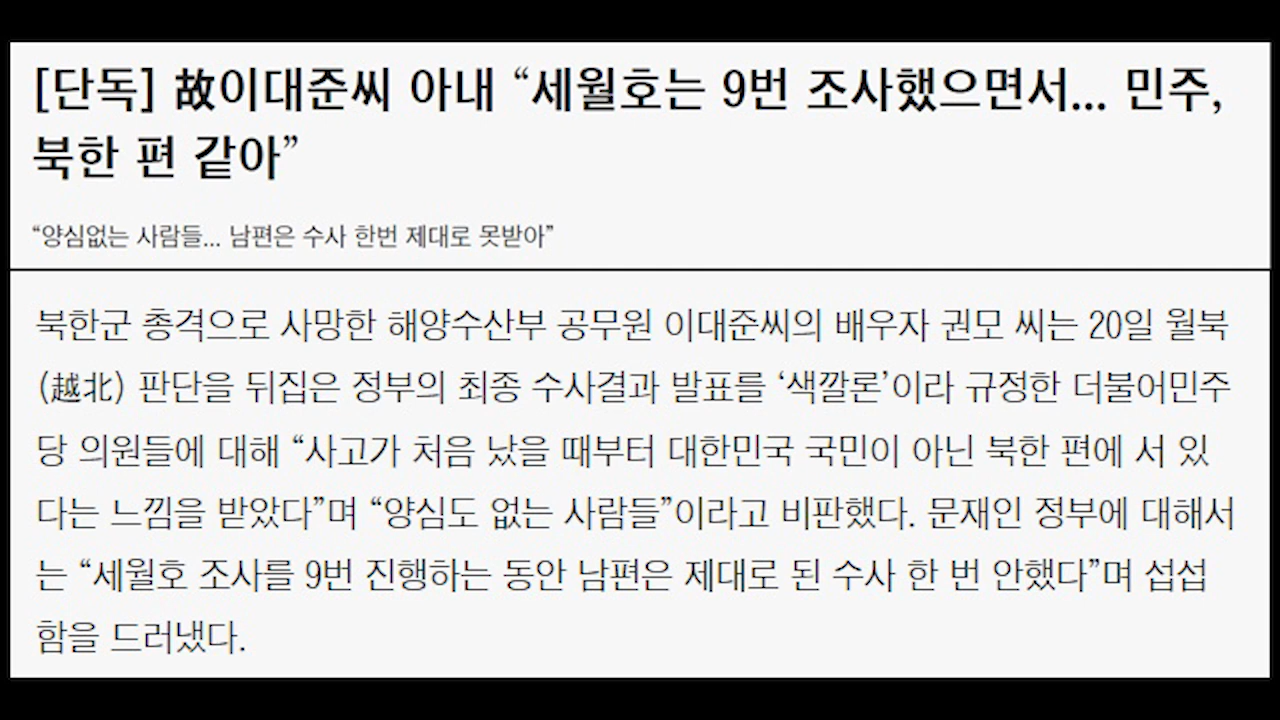 [단독] 故이대준씨 아내 “세월호는 9번 조사했으면서... 민주,
북한 편 같아”
“양심없는 사람들... 남편은 수사 한번 제대로 못받아”
북한군 총격으로 사망한 해양수산부 공무원 이대준씨의 배우자 권모 씨는 20일 월북
(越北) 판단을 뒤집은 정부의 최종 수사결과 발표를 ‘색깔론’이라 규정한 더불어민주
당 의원들에 대해 “사고가 처음 났을 때부터 대한민국 국민이 아닌 북한 편에 서 있
다는 느낌을 받았다”며 “양심도 없는 사람들”이라고 비판했다. 문재인 정부에 대해서
는 “세월호 조사를 9번 진행하는 동안 남편은 제대로 된 수사 한 번 안했다”며 섭섭
함을 드러냈다.